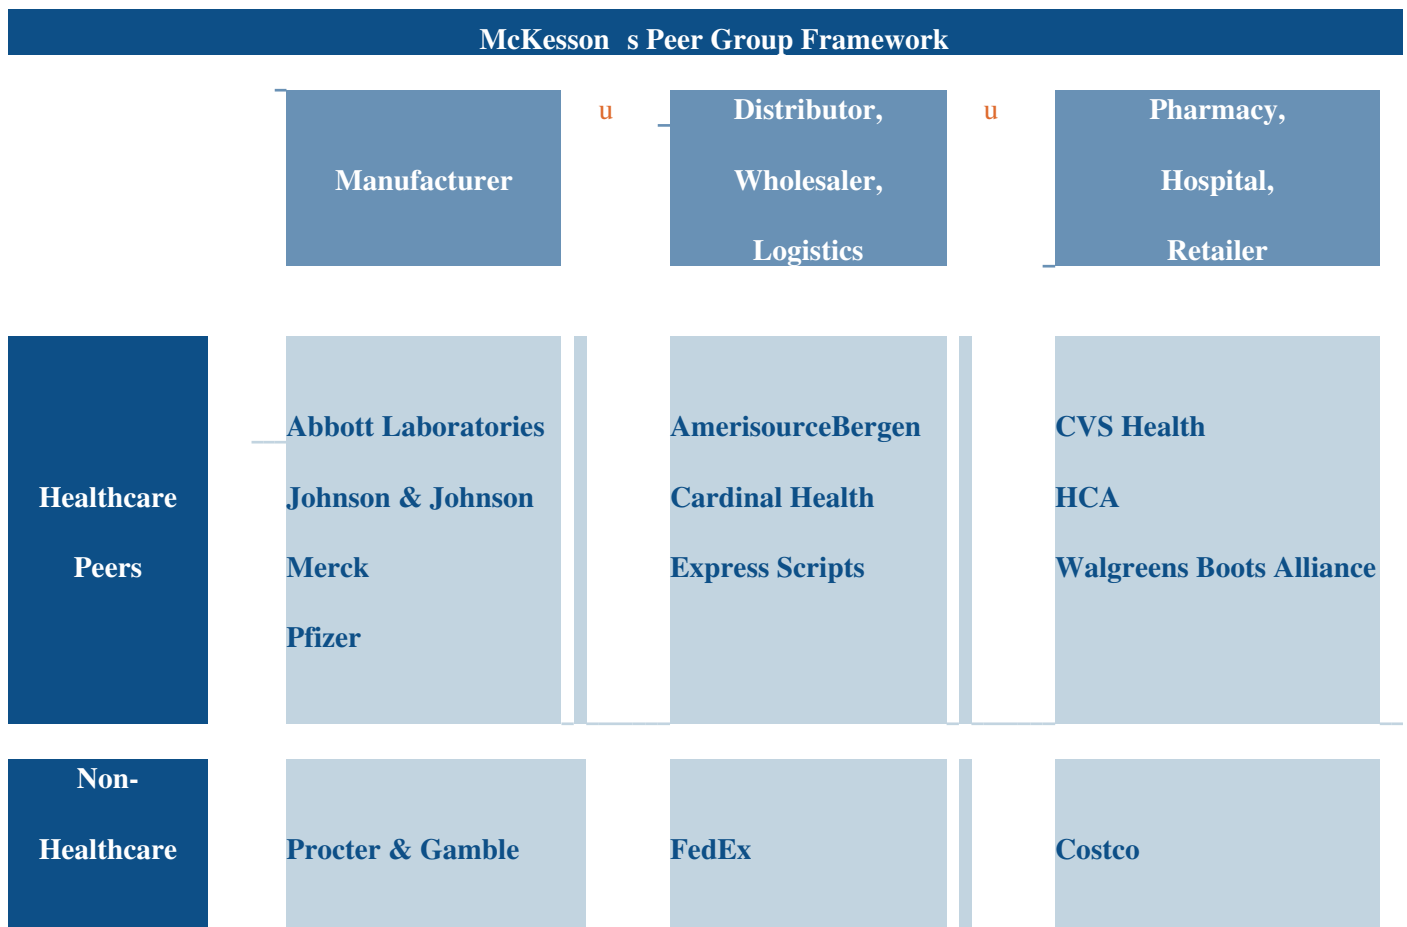 McKesson s Peer Group Framework
Manufacturer
u
Distributor,
Wholesaler,
Logistics
u
Pharmacy,
Hospital,
Retailer
Healthcare
Peers
Abbott Laboratories
Johnson & Johnson
Merck
Pfizer
AmerisourceBergen
Cardinal Health
Express Scripts
CVS Health
HCA
Walgreens Boots Alliance
Non-
Healthcare
Procter & Gamble
FedEx
Costco